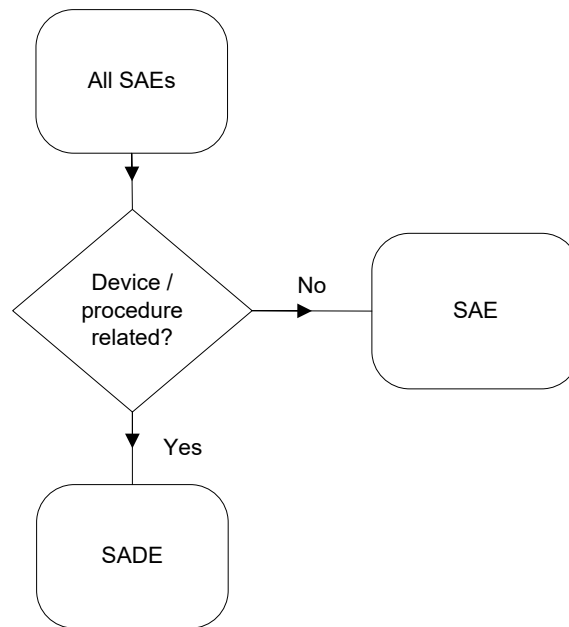 All SAEs
Device /
procedure
related?
No
SAE
Yes
SADE